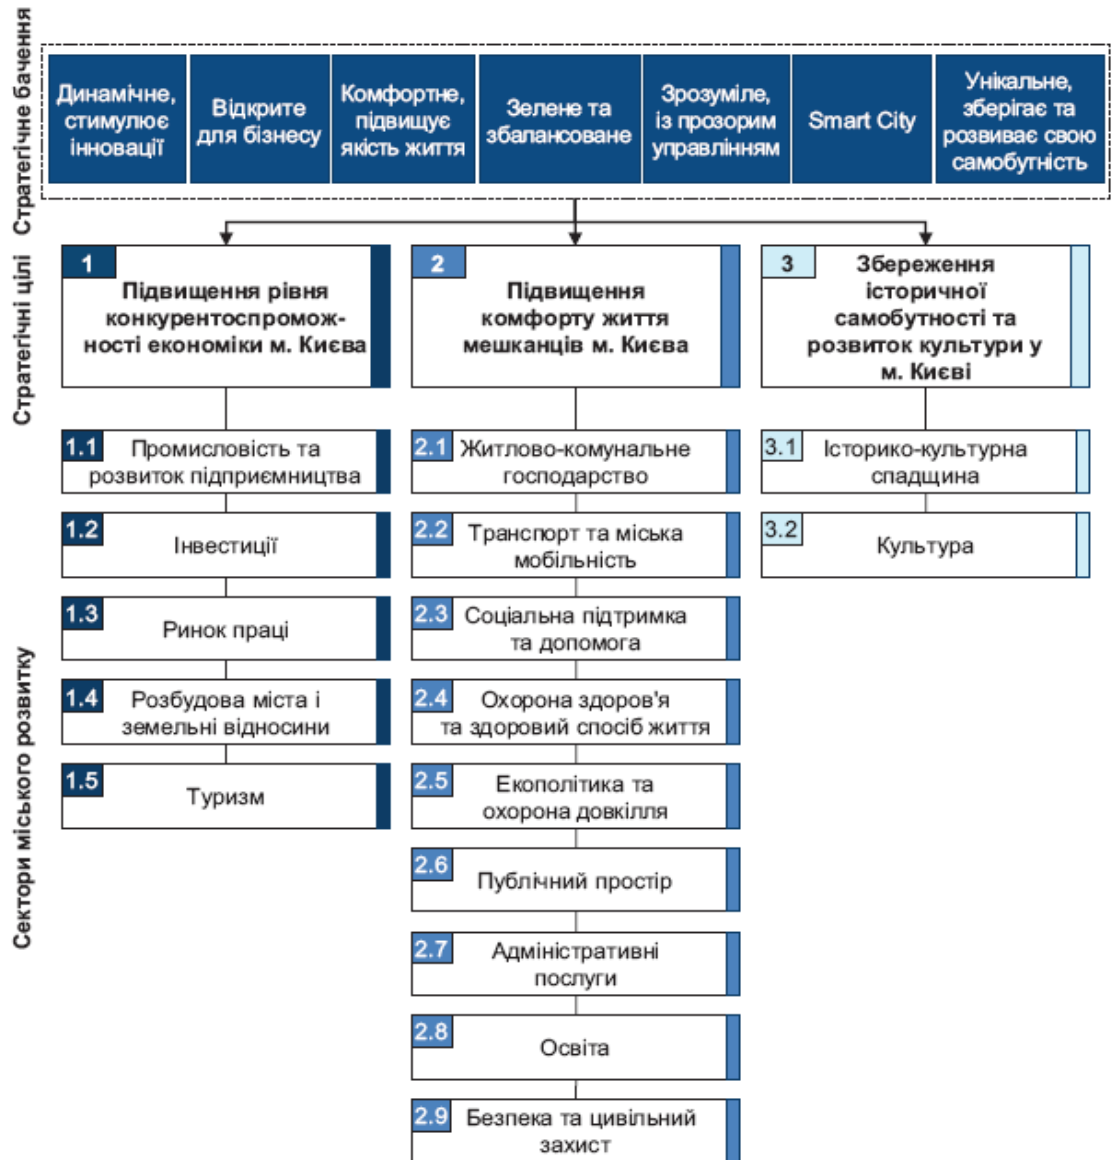 Стратегічне бачення
Динамічне,
стимулює
інновації
Відкрите
для бізнесу
Комфортне,
підвищує
якість життя
Зелене та
збалансоване
Зрозуміле,
із прозорим
управлінням
Smart City
Унікальне,
зберігає та
розвиває свою
самобутність
Стратегічні цілі
1
Підвищення рівня
конкурентоспромож-
ності економіки м. Києва
2
Підвищення
комфорту життя
мешканців м. Києва
3
Збереження
історичної
самобутності та
розвиток культури у
м. Києві
Сектори міського розвитку
1.1
Промисловість та
розвиток підприємництва
1.2
Інвестиції
1.3
Ринок праці
1.4
Розбудова міста і
земельні відносини
1.5
Туризм
2.1
Житлово-комунальне
господарство
2.2
Транспорт та міська
мобільність
2.3
Соціальна підтримка
та допомога
2.4
Охорона здоров'я
та здоровий спосіб життя
2.5
Екополітика та
охорона довкілля
2.6
Публічний простір
2.7
Адміністративні
послуги
2.8
Освіта
2.9
Безпека та цивільний
захист
3.1
Історико-культурна
спадщина
3.2
Культура